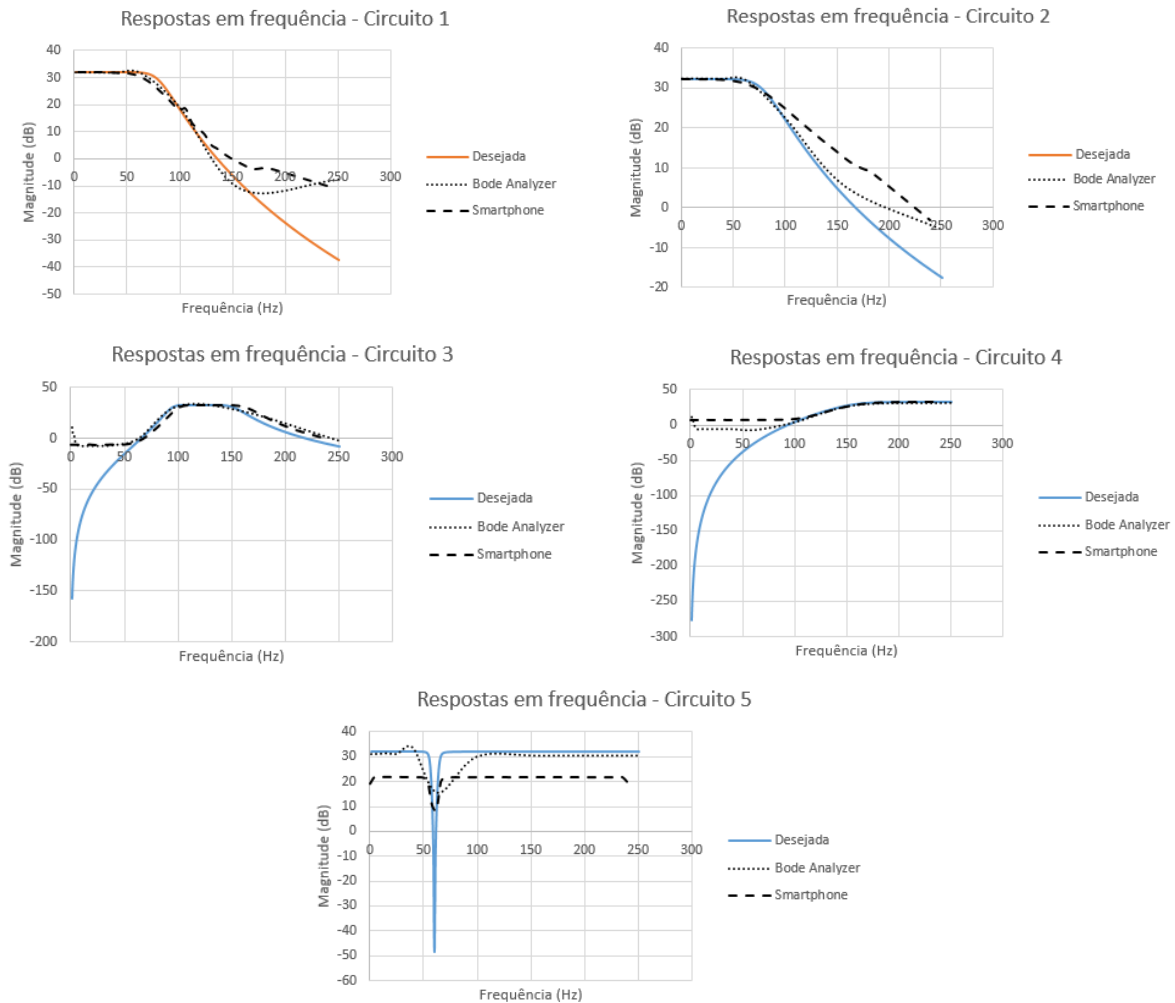 Respostas em frequência - Circuito 1
40
30
20
10
0
-10
-20
-30
-40
-50
0 50 100 150 200 250 300
Magnitude (dB)
Frequência (Hz)
Desejada
Bode Analyzer
Smartphone
Respostas em frequência - Circuito 2
40
30
20
10
0
-10
-20
0 50 100 150 200 250 300
Magnitude (dB)
Frequência (Hz)
Desejada
Bode Analyzer
Smartphone
Respostas em frequência - Circuito 3
50
0
-50
-100
-150
-200
0 50 100 150 200 250 300
Magnitude (dB)
Frequência (Hz)
Desejada
Bode Analyzer
Smartphone
Respostas em frequência - Circuito 4
50
0
-50
-100
-150
-200
-250
-300
0 50 100 150 200 250 300
Magnitude (dB)
Frequência (Hz)
Desejada
Bode Analyzer
Smartphone
Respostas em frequência - Circuito 5
40
30
20
10
0
-10
-20
-30
-40
-50
-60
0 50 100 150 200 250 300
Magnitude (dB)
Frequência (Hz)
Desejada
Bode Analyzer
Smartphone